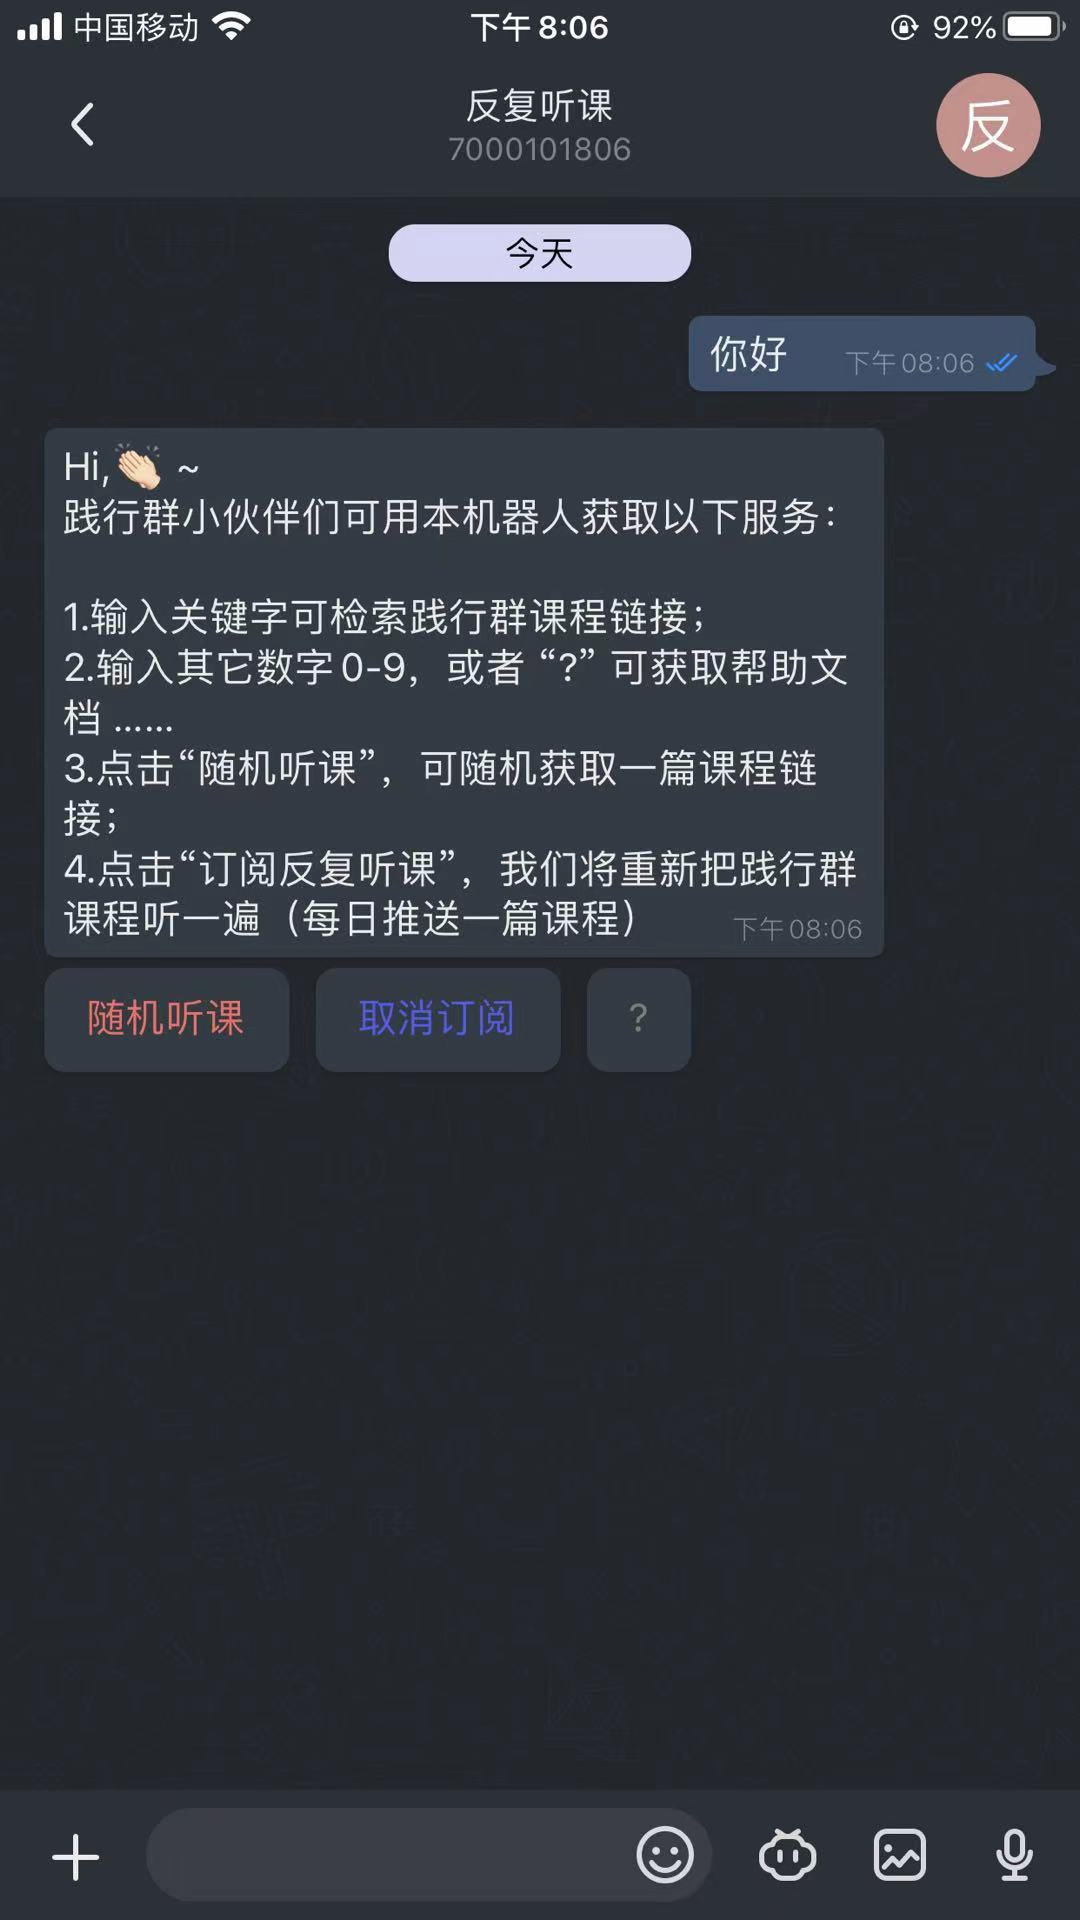 中国移动
下午8:06
92%
反复听课
7000101806
反
今天
你好
下午08:06
Hi,👏🏻 ~
践行群小伙伴们可用本机器人获取以下服务：
1.输入关键字可检索践行群课程链接；
2.输入其它数字0-9，或者 “?” 可获取帮助文
档 ……
3.点击“随机听课”，可随机获取一篇课程链
接；
4.点击“订阅反复听课”，我们将重新把践行群
课程听一遍（每日推送一篇课程）
下午08:06
随机听课
取消订阅
?